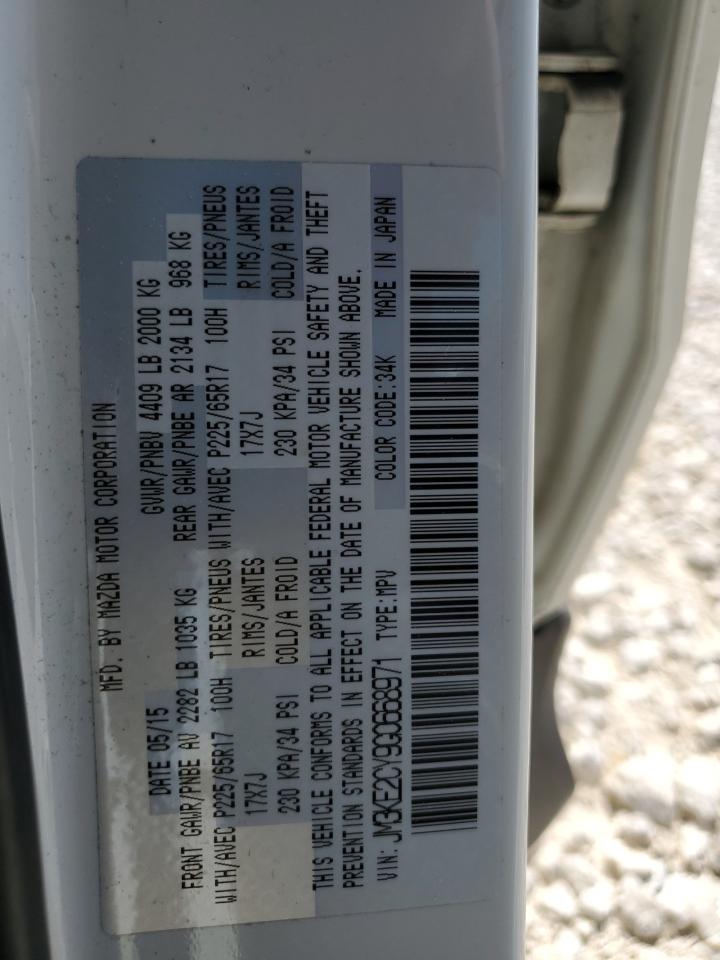 MFD. BY MAZDA MOTOR CORPORATION
DATE 05/15 GVWR/PNBV 4409 LB 2000 KG
FRONT GAWR/PNBE AV 2282 LB 1035 KG REAR GAWR/PNBE AR 2134 LB 968 KG
WITH/AVEC P225/65R17 100H TIRES/PNEUS WITH/AVEC P225/65R17 100H TIRES/PNEUS
17X7J RIMS/JANTES 17X7J RIMS/JANTES
230 KPA/34 PSI COLD/A FROID 230 KPA/34 PSI COLD/A FROID
THIS VEHICLE CONFORMS TO ALL APPLICABLE FEDERAL MOTOR VEHICLE SAFETY AND THEFT
PREVENTION STANDARDS IN EFFECT ON THE DATE OF MANUFACTURE SHOWN ABOVE.
VIN: JM3KE2CY9G0668971 TYPE:MPV COLOR CODE:34K MADE IN JAPAN